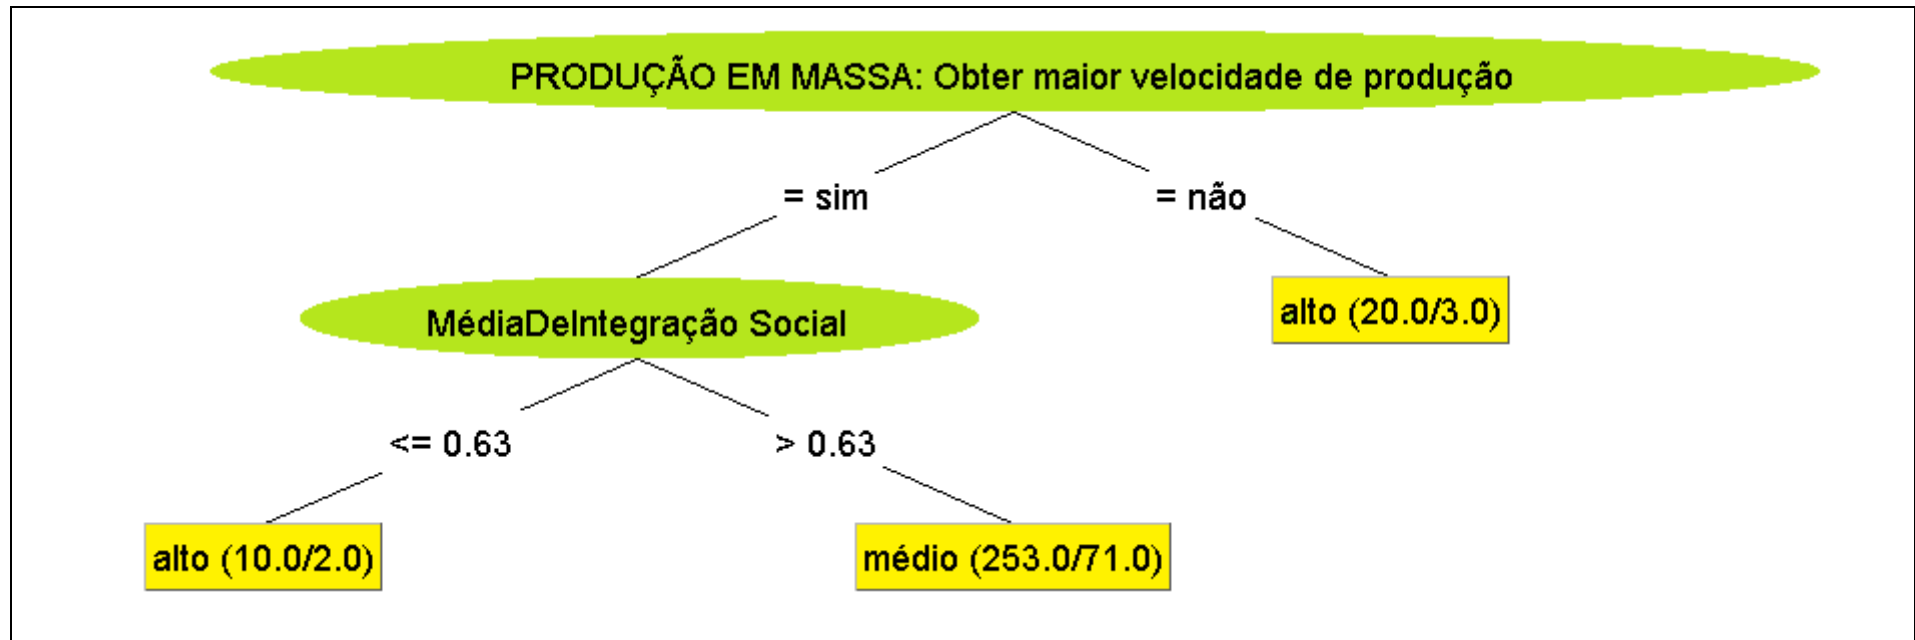 PRODUÇÃO EM MASSA: Obter maior velocidade de produção
= sim
= não
MédiaDeIntegração Social
alto (20.0/3.0)
<= 0.63
> 0.63
alto (10.0/2.0)
médio (253.0/71.0)